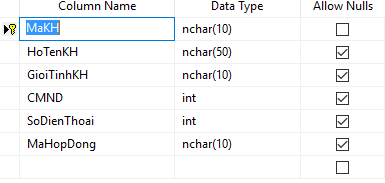 Column Name Data Type Allow Nulls
MaKH nchar(10)
HoTenKH nchar(50)
GioiTinhKH nchar(10)
CMND int
SoDienThoai int
MaHopDong nchar(10)